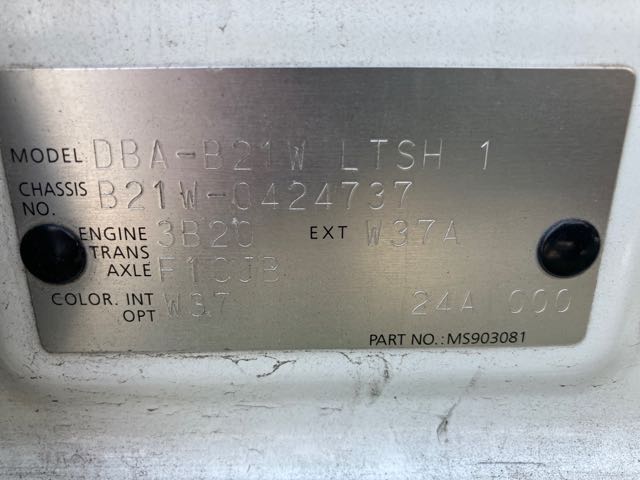 MODEL DBA-B21W LTSH 1
CHASSIS NO. B21W-0424737
ENGINE 3B20 EXT W37A
TRANS AXLE F1CJB
COLOR. INT W37 24A 000
OPT
PART NO.:MS903081